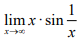 lim x · sin 1/x
x→∞